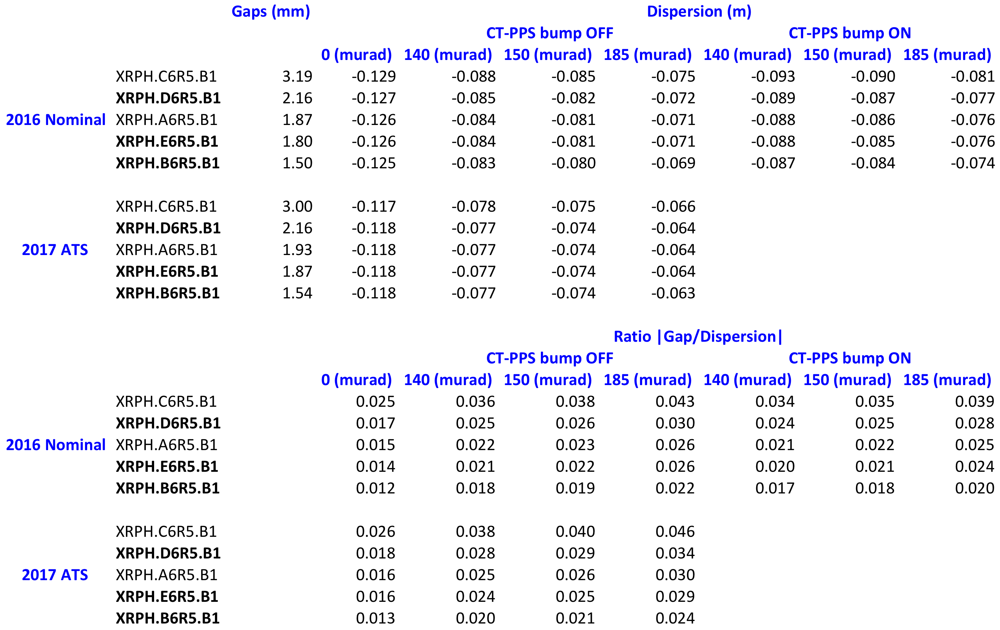 Gaps (mm) Dispersion (m)
CT-PPS bump OFF CT-PPS bump ON
0 (murad) 140 (murad) 150 (murad) 185 (murad) 140 (murad) 150 (murad) 185 (murad)
XRPH.C6R5.B1 3.19 -0.129 -0.088 -0.085 -0.075 -0.093 -0.090 -0.081
XRPH.D6R5.B1 2.16 -0.127 -0.085 -0.082 -0.072 -0.089 -0.087 -0.077
2016 Nominal XRPH.A6R5.B1 1.87 -0.126 -0.084 -0.081 -0.071 -0.088 -0.086 -0.076
XRPH.E6R5.B1 1.80 -0.126 -0.084 -0.081 -0.071 -0.088 -0.085 -0.076
XRPH.B6R5.B1 1.50 -0.125 -0.083 -0.080 -0.069 -0.087 -0.084 -0.074
XRPH.C6R5.B1 3.00 -0.117 -0.078 -0.075 -0.066
XRPH.D6R5.B1 2.16 -0.118 -0.077 -0.074 -0.064
2017 ATS XRPH.A6R5.B1 1.93 -0.118 -0.077 -0.074 -0.064
XRPH.E6R5.B1 1.87 -0.118 -0.077 -0.074 -0.064
XRPH.B6R5.B1 1.54 -0.118 -0.077 -0.074 -0.063
Ratio |Gap/Dispersion|
CT-PPS bump OFF CT-PPS bump ON
0 (murad) 140 (murad) 150 (murad) 185 (murad) 140 (murad) 150 (murad) 185 (murad)
XRPH.C6R5.B1 0.025 0.036 0.038 0.043 0.034 0.035 0.039
XRPH.D6R5.B1 0.017 0.025 0.026 0.030 0.024 0.025 0.028
2016 Nominal XRPH.A6R5.B1 0.015 0.022 0.023 0.026 0.021 0.022 0.025
XRPH.E6R5.B1 0.014 0.021 0.022 0.026 0.020 0.021 0.024
XRPH.B6R5.B1 0.012 0.018 0.019 0.022 0.017 0.018 0.020
XRPH.C6R5.B1 0.026 0.038 0.040 0.046
XRPH.D6R5.B1 0.018 0.028 0.029 0.034
2017 ATS XRPH.A6R5.B1 0.016 0.025 0.026 0.030
XRPH.E6R5.B1 0.016 0.024 0.025 0.029
XRPH.B6R5.B1 0.013 0.020 0.021 0.024